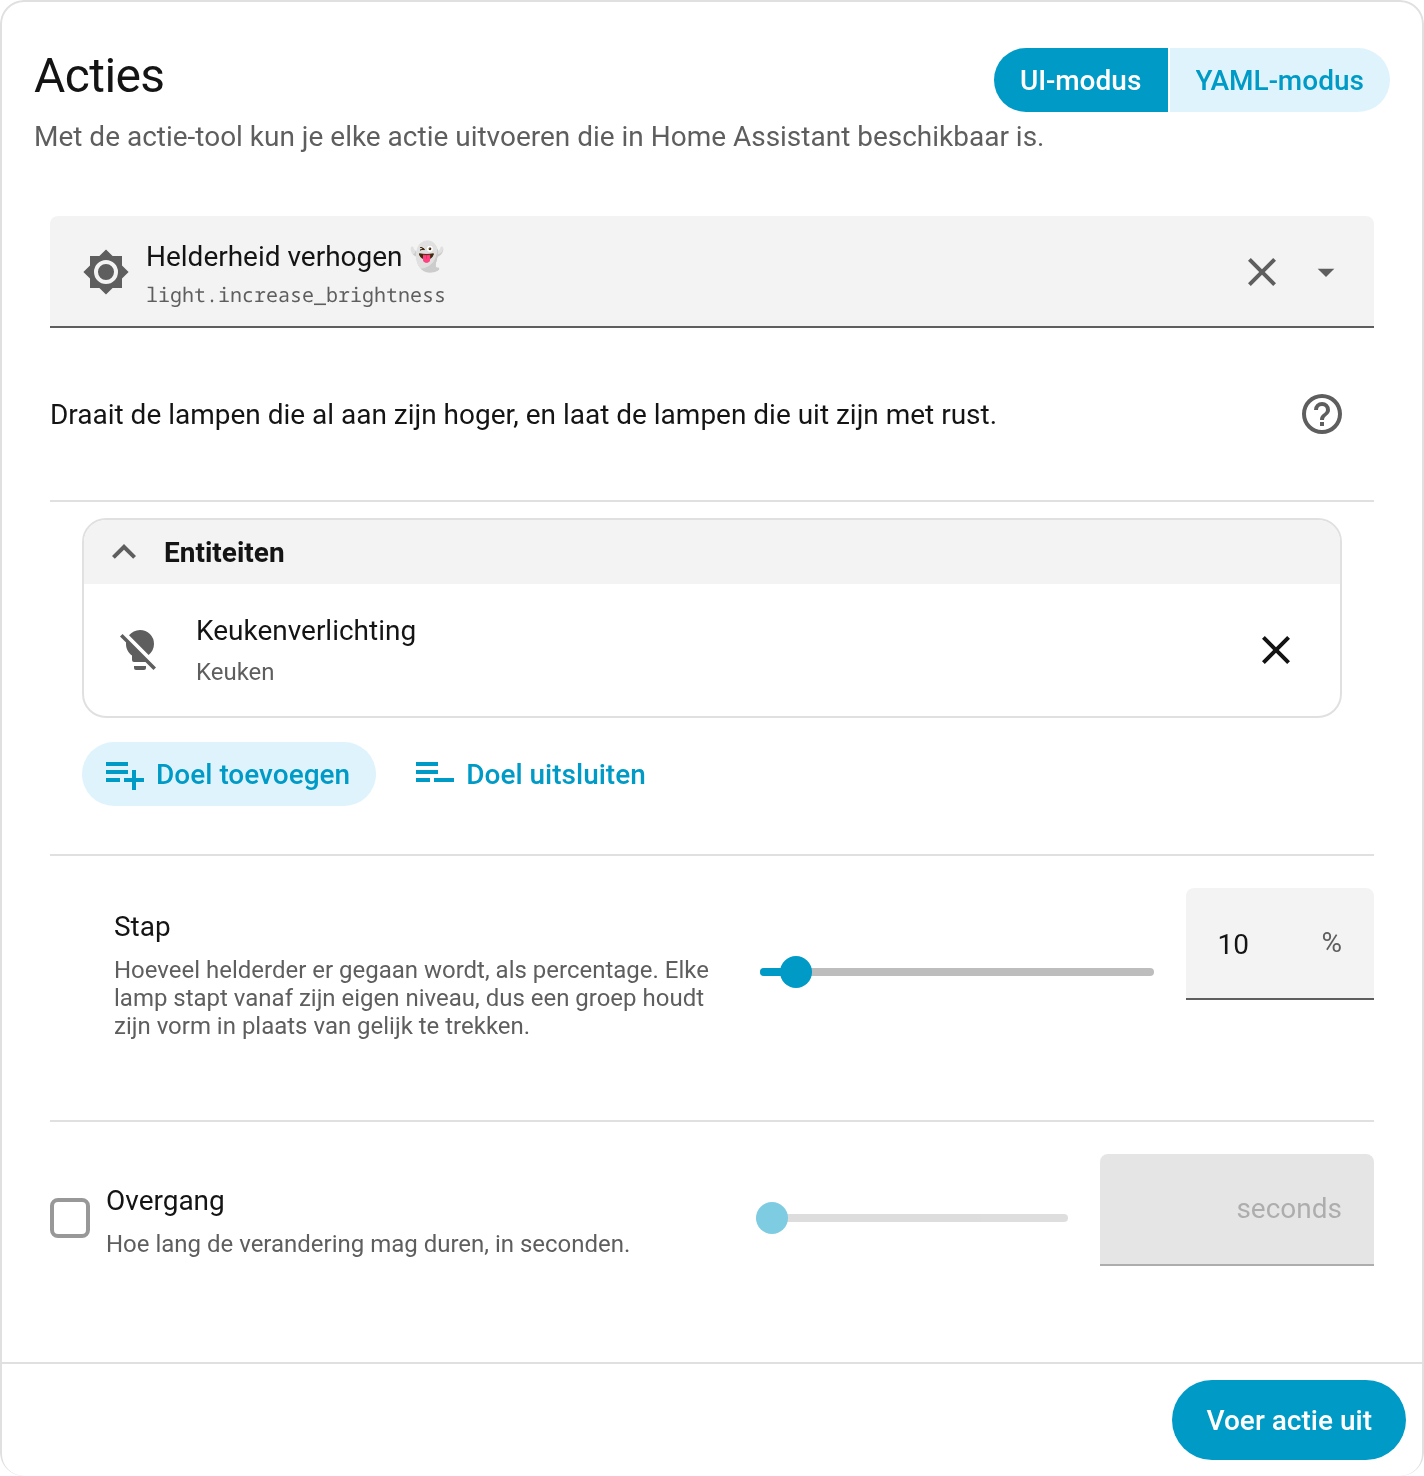 Acties
UI-modus
YAML-modus
Met de actie-tool kun je elke actie uitvoeren die in Home Assistant beschikbaar is.
Helderheid verhogen 👻
light.increase_brightness
Draait de lampen die al aan zijn hoger, en laat de lampen die uit zijn met rust.
Entiteiten
Keukenverlichting
Keuken
Doel toevoegen
Doel uitsluiten
Stap
Hoeveel helderder er gegaan wordt, als percentage. Elke
lamp stapt vanaf zijn eigen niveau, dus een groep houdt
zijn vorm in plaats van gelijk te trekken.
10 %
Overgang
Hoe lang de verandering mag duren, in seconden.
seconds
Voer actie uit